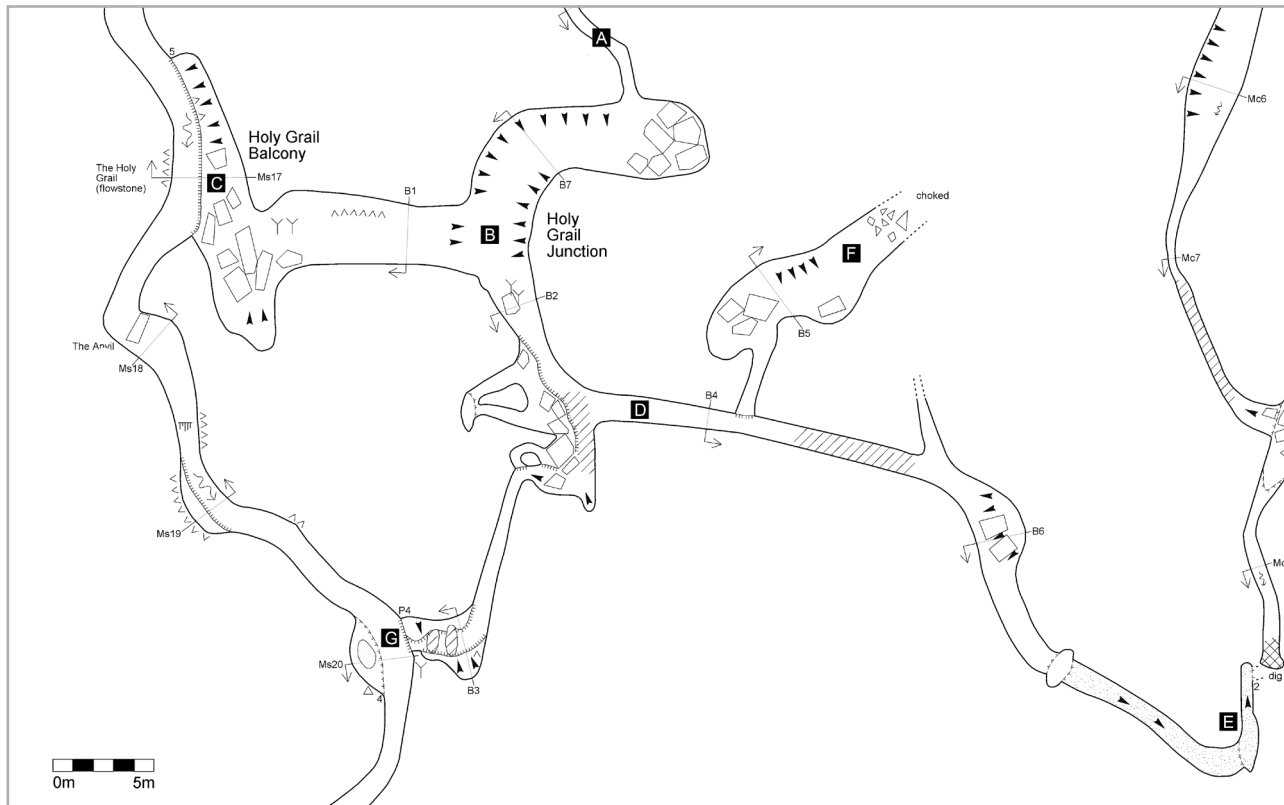 A
5
Mc6
Holy Grail
Balcony
The Holy
Grail
(flowstone)
C
Ms17
B1
B7
choked
B
Holy
Grail
Junction
F
Mc7
B2
B5
The Anvil
Ms18
D
B4
Ms19
B6
Mc
P4
G
Ms20
4
B3
dig
2
E
0m
5m